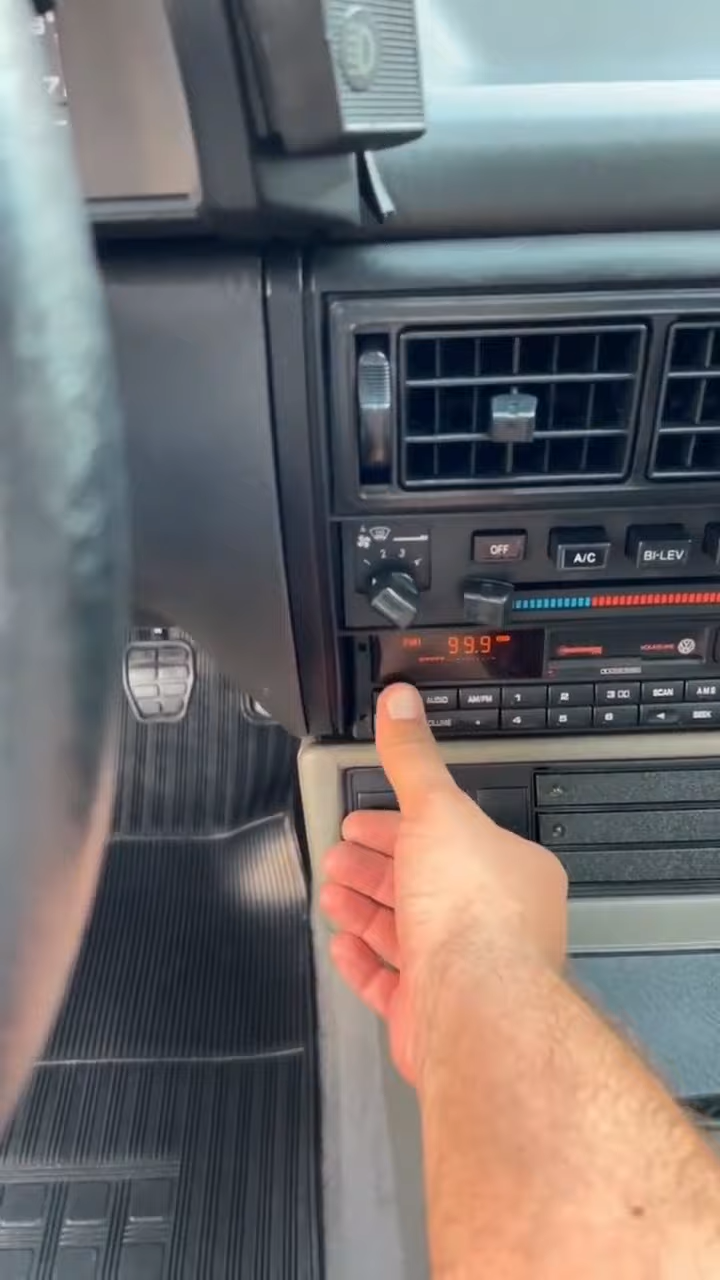 4
2 3
OFF
A/C
BI-LEV
FM1 99.9
VOLKSWAGEN
AUDIO AM/FM 1 2 3 SCAN AMS
VOLUME 4 5 6 SEEK